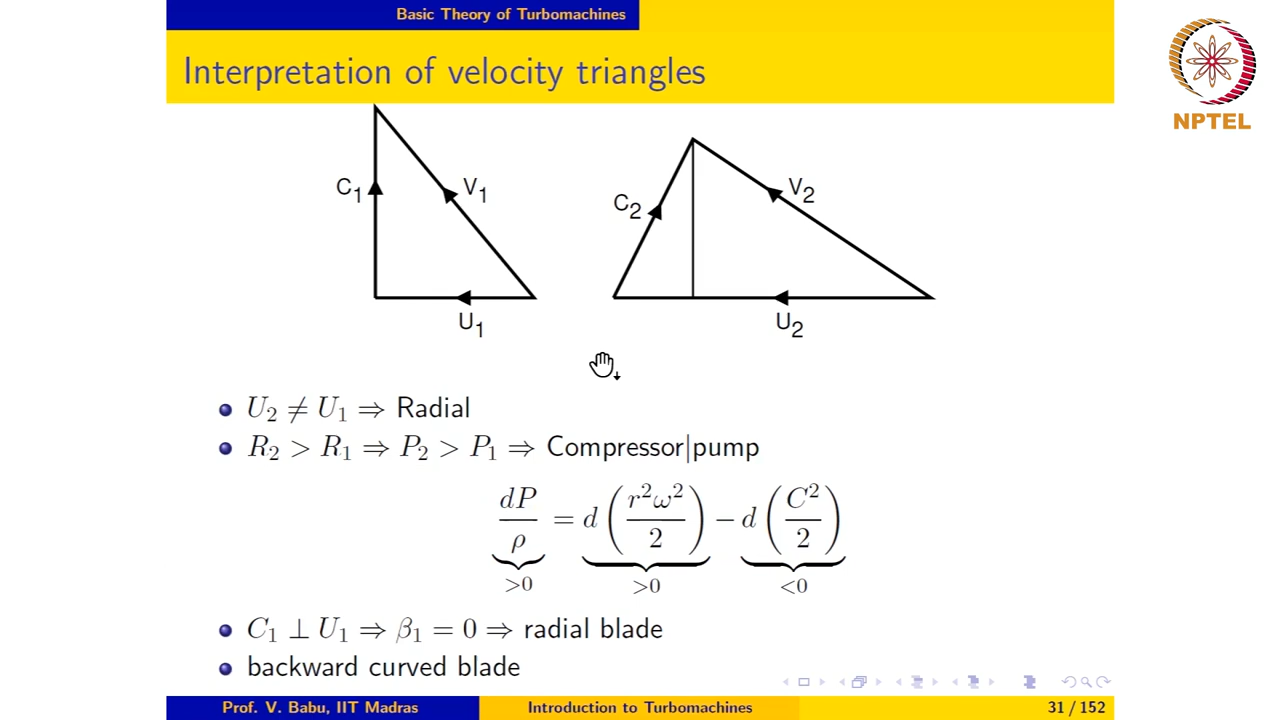 Basic Theory of Turbomachines
Interpretation of velocity triangles
NPTEL
C₁ V₁ C₂ V₂
U₁ U₂
U₂ ≠ U₁ ⇒ Radial
R₂ > R₁ ⇒ P₂ > P₁ ⇒ Compressor|pump
dP/ρ = d(r²ω²/2) − d(C²/2)
>0 >0 <0
C₁ ⊥ U₁ ⇒ β₁ = 0 ⇒ radial blade
backward curved blade
Prof. V. Babu, IIT Madras Introduction to Turbomachines 31 / 152